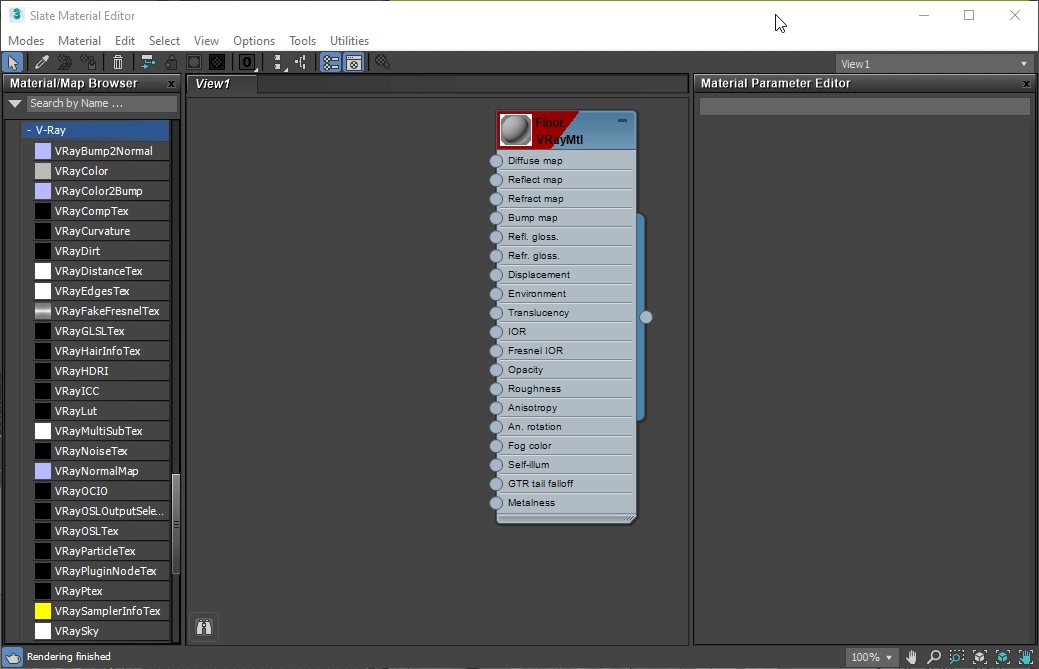 Slate Material Editor
Modes Material Edit Select View Options Tools Utilities
0
View1
Material/Map Browser x
View1
Material Parameter Editor x
Search by Name ...
- V-Ray
VRayBump2Normal
VRayColor
VRayColor2Bump
VRayCompTex
VRayCurvature
VRayDirt
VRayDistanceTex
VRayEdgesTex
VRayFakeFresnelTex
VRayGLSLTex
VRayHairInfoTex
VRayHDRI
VRayICC
VRayLut
VRayMultiSubTex
VRayNoiseTex
VRayNormalMap
VRayOCIO
VRayOSLOutputSele...
VRayOSLTex
VRayParticleTex
VRayPluginNodeTex
VRayPtex
VRaySamplerInfoTex
VRaySky
Floor
VRayMtl
Diffuse map
Reflect map
Refract map
Bump map
Refl. gloss.
Refr. gloss.
Displacement
Environment
Translucency
IOR
Fresnel IOR
Opacity
Roughness
Anisotropy
An. rotation
Fog color
Self-illum
GTR tail falloff
Metalness
Rendering finished
100%